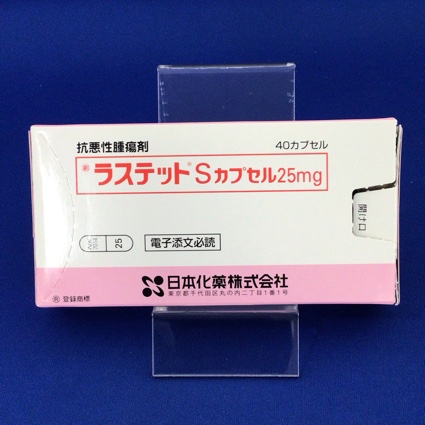 抗悪性腫瘍剤
40カプセル
ラステット® Sカプセル25mg
開け口
25
電子添文必読
日本化薬株式会社
東京都千代田区丸の内二丁目1番1号
® 登録商標